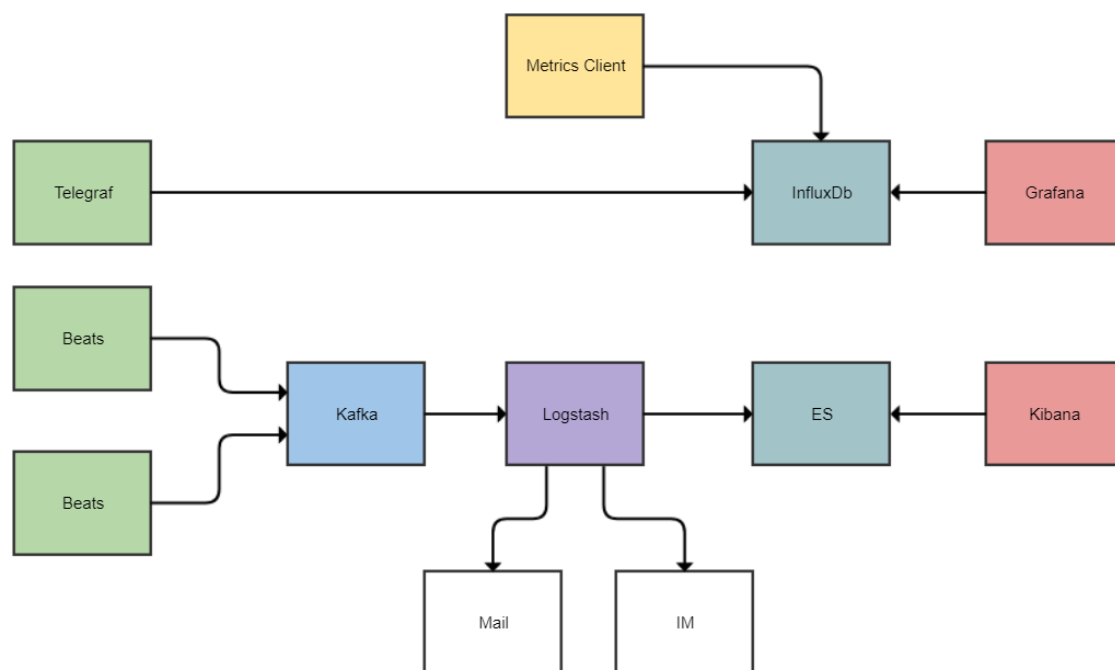 Metrics Client
Telegraf
InfluxDb
Grafana
Beats
Kafka
Logstash
ES
Kibana
Beats
Mail
IM